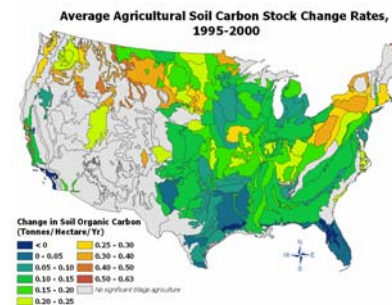 Average Agricultural Soil Carbon Stock Change Rates,
1995-2000
Change in Soil Organic Carbon
(Tonnes/Hectare/Yr)
< 0
0 - 0.05
0.05 - 0.10
0.10 - 0.15
0.15 - 0.20
0.20 - 0.25
0.25 - 0.30
0.30 - 0.40
0.40 - 0.50
0.50 - 0.63
No significant tillage agriculture
N
W
E
S